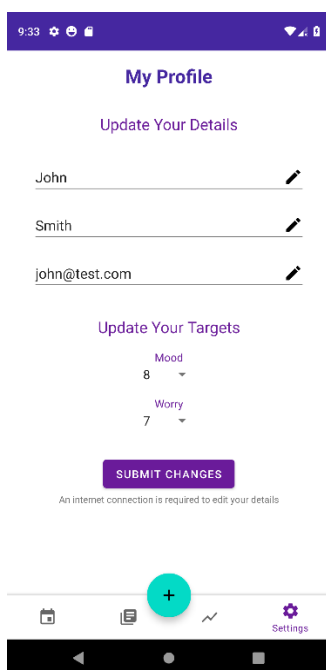 9:33
My Profile
Update Your Details
John
Smith
john@test.com
Update Your Targets
Mood
8
Worry
7
SUBMIT CHANGES
An internet connection is required to edit your details
+
Settings